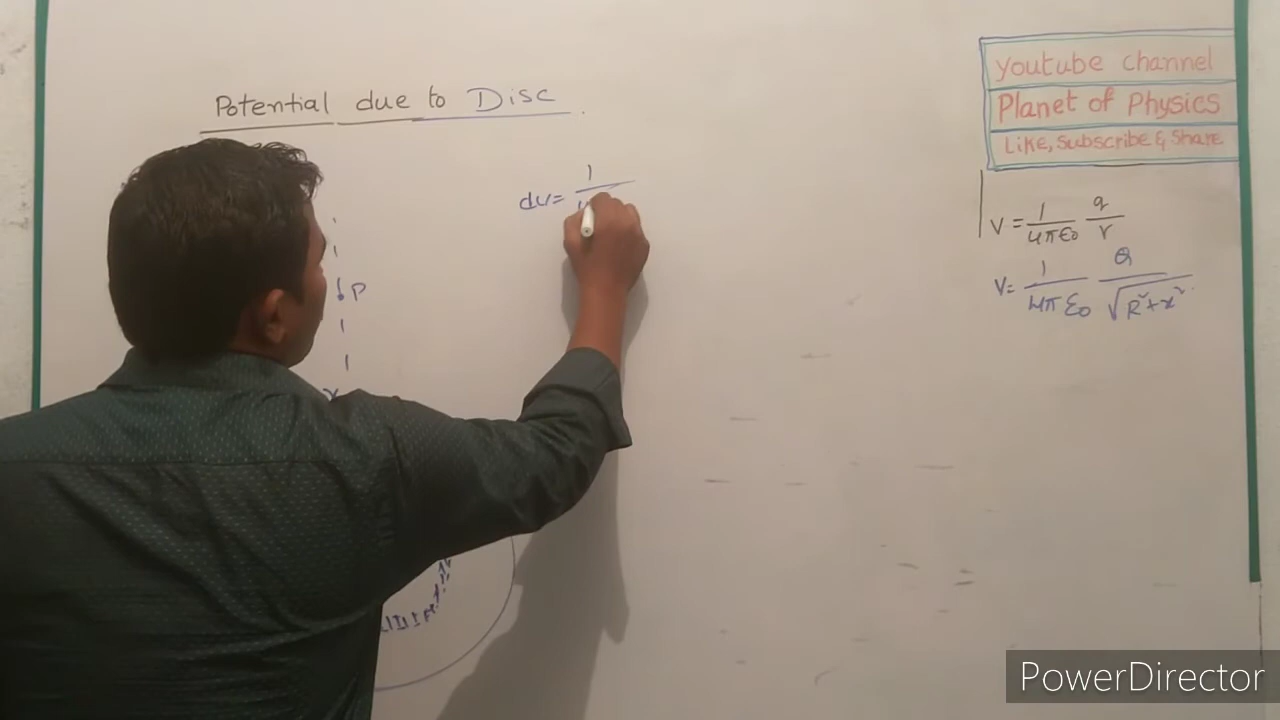 Potential due to Disc
youtube channel
Planet of Physics
Like, Subscribe & Share
dv = 1
V = 1/4πε0 q/r
V = 1/4πε0 Q/√R²+x²
P
PowerDirector